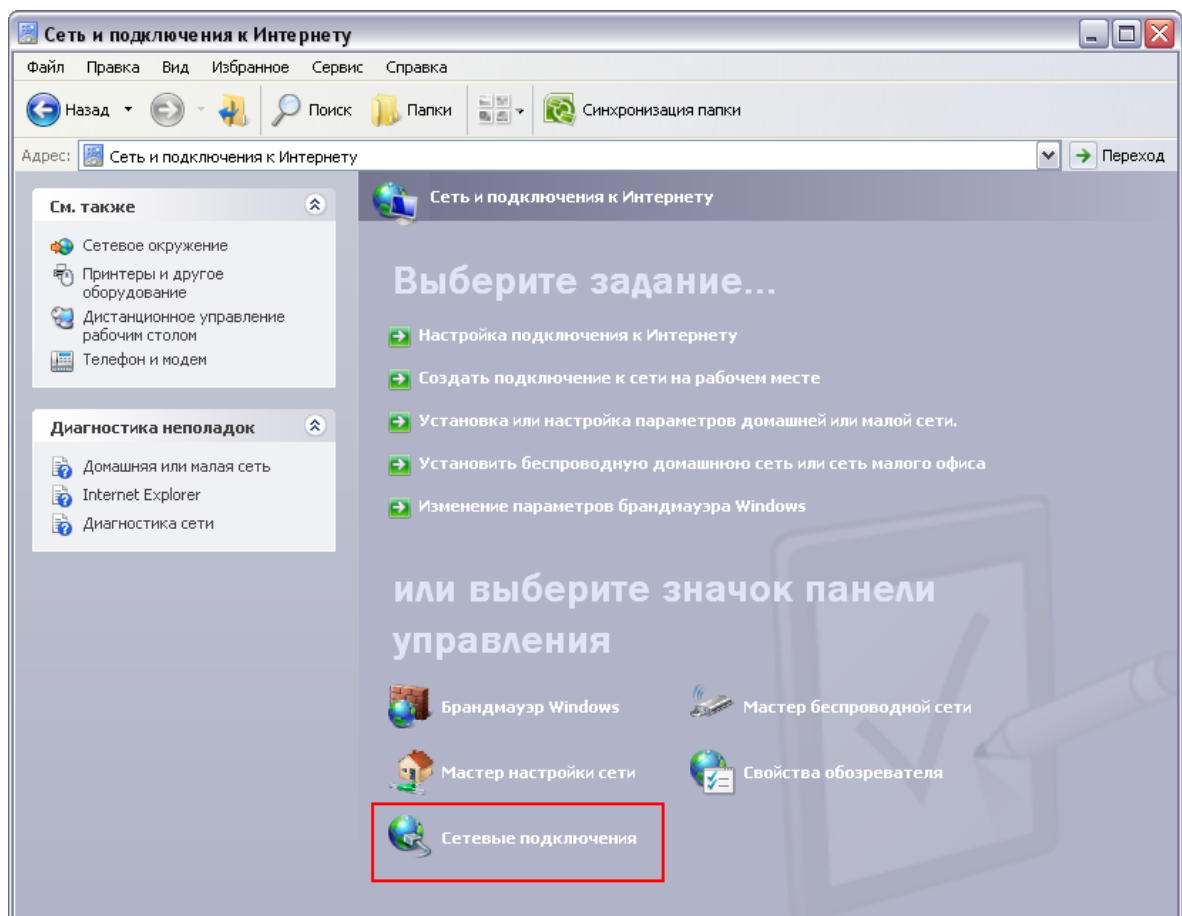 Сеть и подключения к Интернету
Файл Правка Вид Избранное Сервис Справка
Назад Поиск Папки Синхронизация папки
Адрес: Сеть и подключения к Интернету Переход
См. также
Сетевое окружение
Принтеры и другое
оборудование
Дистанционное управление
рабочим столом
Телефон и модем
Диагностика неполадок
Домашняя или малая сеть
Internet Explorer
Диагностика сети
Сеть и подключения к Интернету
Выберите задание...
Настройка подключения к Интернету
Создать подключение к сети на рабочем месте
Установка или настройка параметров домашней или малой сети.
Установить беспроводную домашнюю сеть или сеть малого офиса
Изменение параметров брандмауэра Windows
или выберите значок панели
управления
Брандмауэр Windows Мастер беспроводной сети
Мастер настройки сети Свойства обозревателя
Сетевые подключения